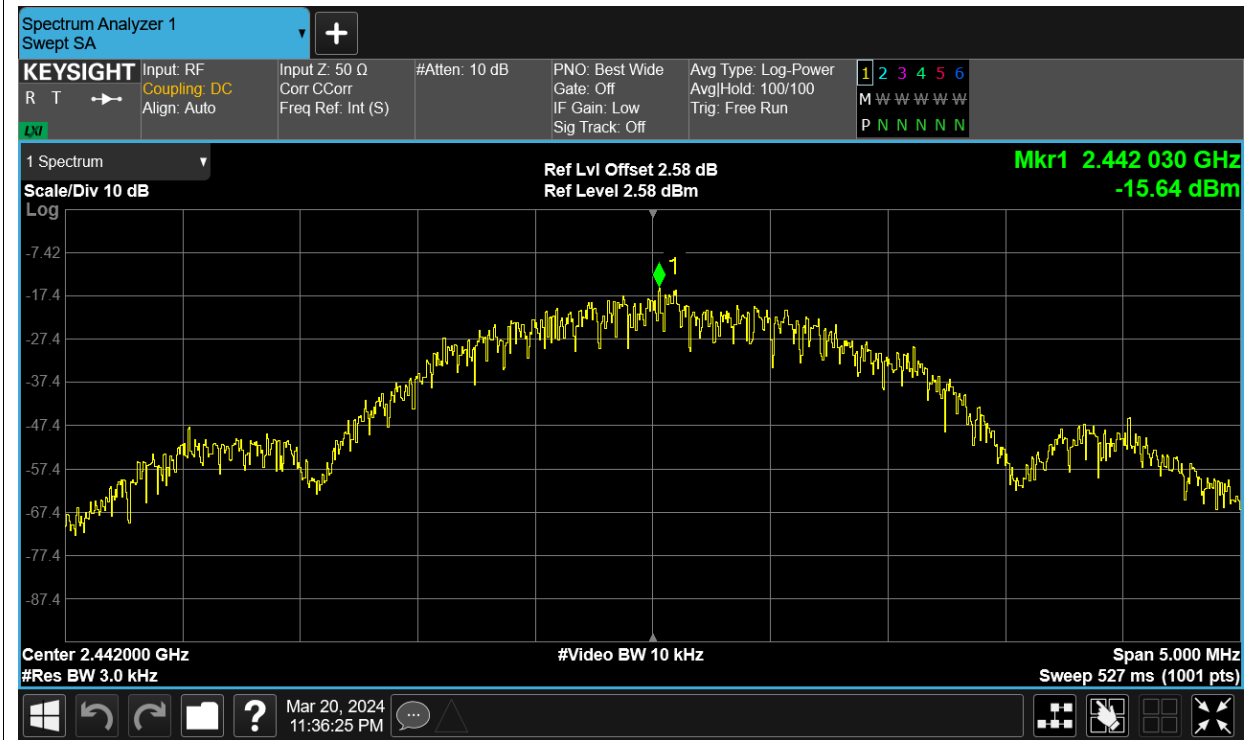 Spectrum Analyzer 1
Swept SA
+
KEYSIGHT
R T
LXI
Input: RF
Coupling: DC
Align: Auto
Input Z: 50 Ω
Corr CCorr
Freq Ref: Int (S)
#Atten: 10 dB
PNO: Best Wide
Gate: Off
IF Gain: Low
Sig Track: Off
Avg Type: Log-Power
Avg|Hold: 100/100
Trig: Free Run
1 2 3 4 5 6
M W W W W W
P N N N N N
1 Spectrum
Scale/Div 10 dB
Log
Ref Lvl Offset 2.58 dB
Ref Level 2.58 dBm
Mkr1 2.442 030 GHz
-15.64 dBm
1
-7.42
-17.4
-27.4
-37.4
-47.4
-57.4
-67.4
-77.4
-87.4
Center 2.442000 GHz
#Res BW 3.0 kHz
#Video BW 10 kHz
Span 5.000 MHz
Sweep 527 ms (1001 pts)
?
Mar 20, 2024
11:36:25 PM